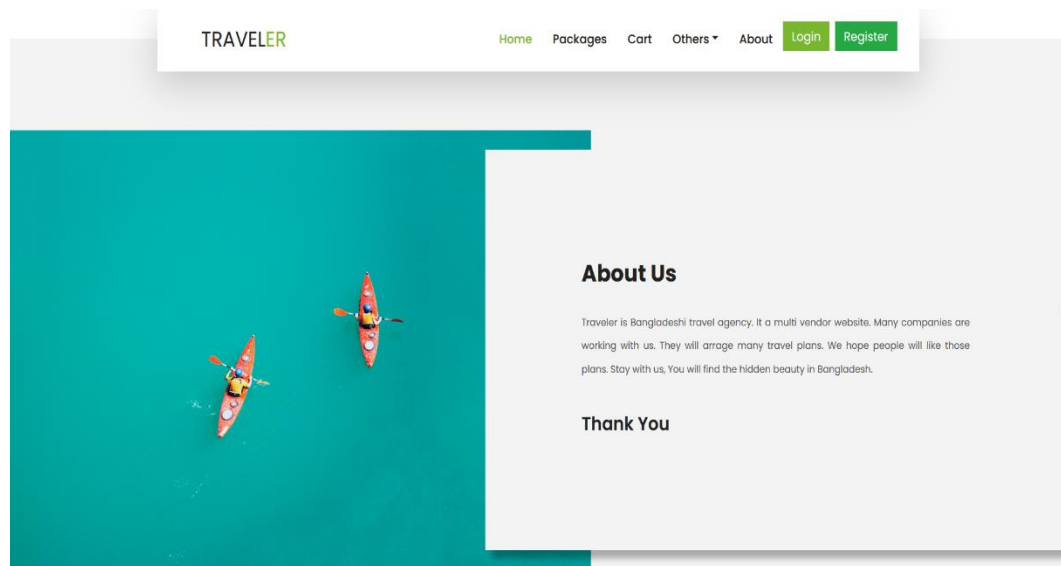 TRAVELER
Home Packages Cart Others About Login Register
About Us
Traveler is Bangladeshi travel agency. It a multi vendor website. Many companies are
working with us. They will arrage many travel plans. We hope people will like those
plans. Stay with us, You will find the hidden beauty in Bangladesh.
Thank You